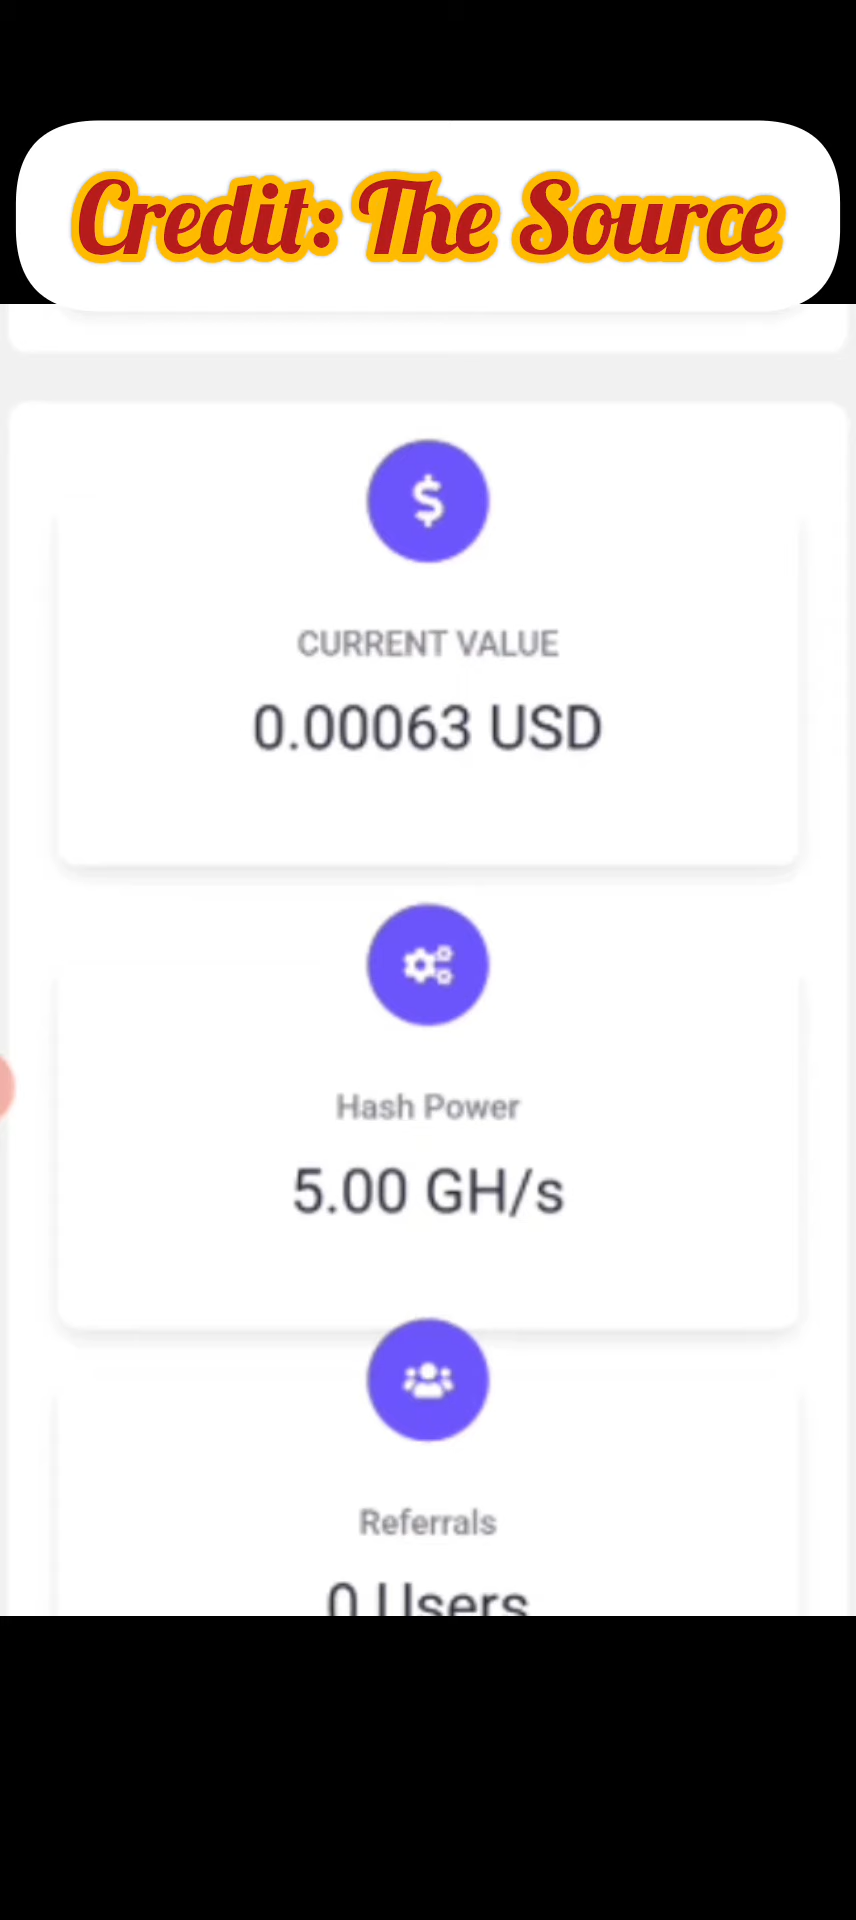 Credit: The Source
$
CURRENT VALUE
0.00063 USD
Hash Power
5.00 GH/s
Referrals
0 Users